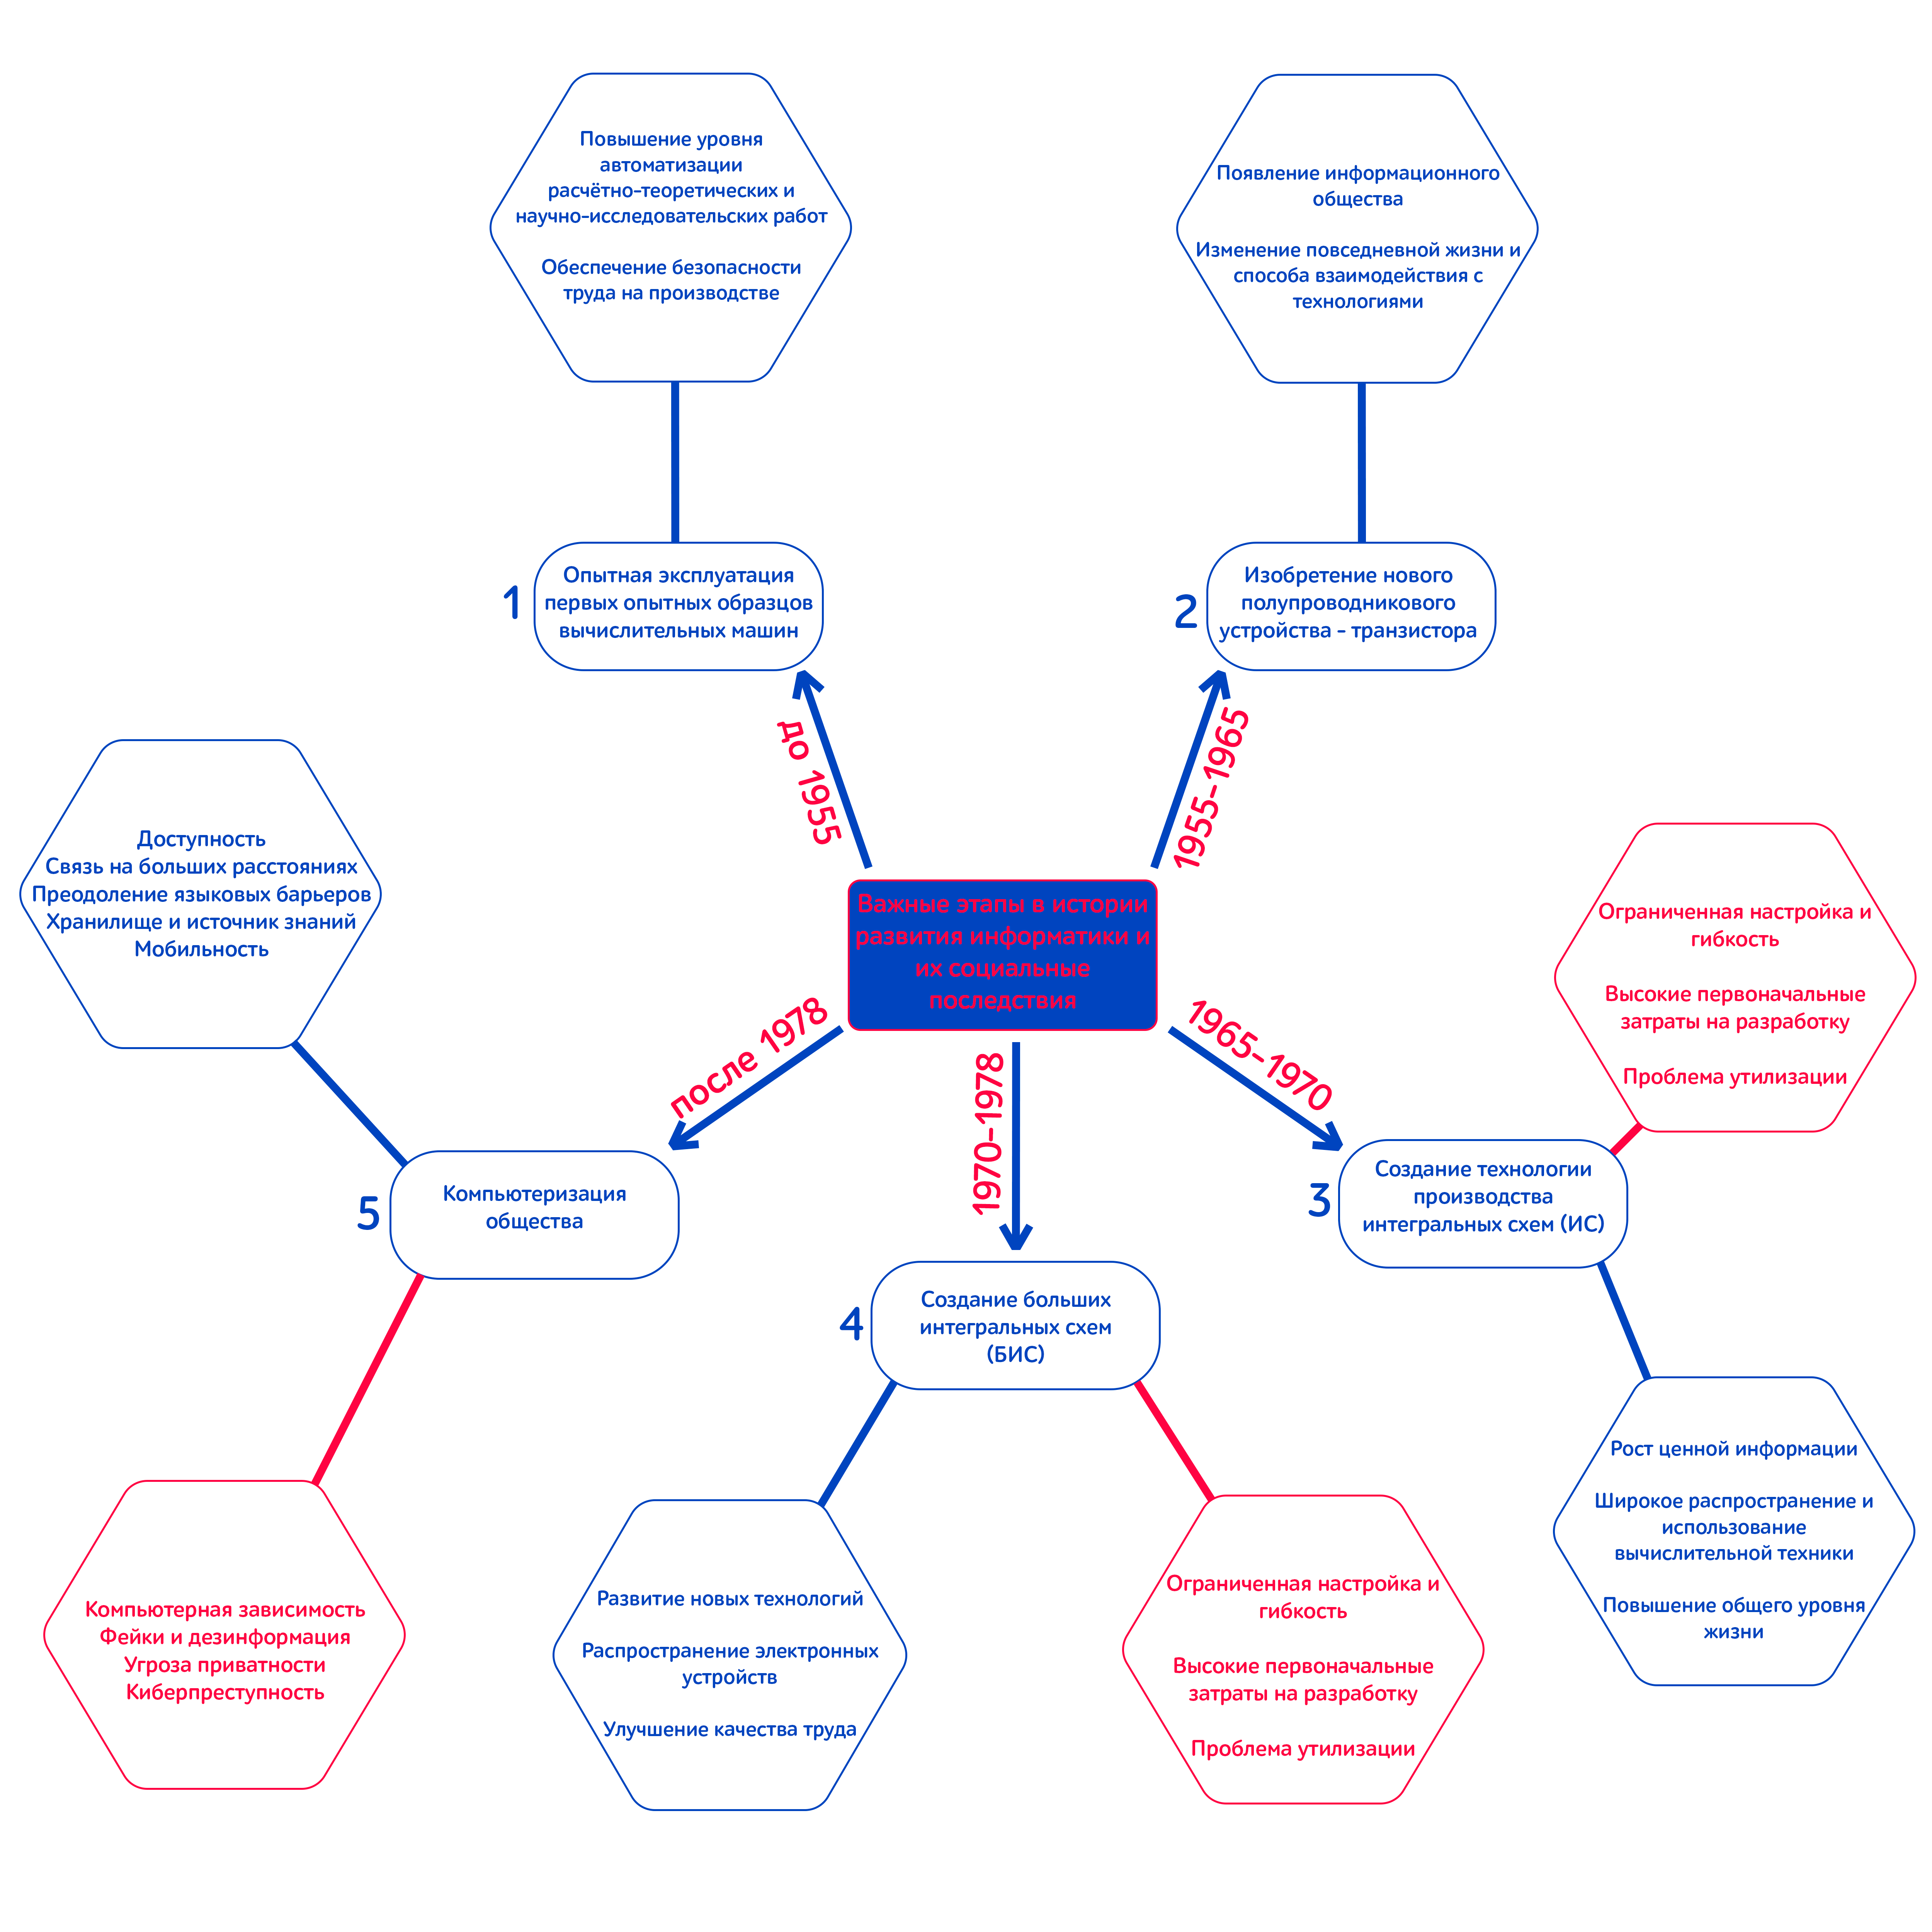 Повышение уровня
автоматизации
расчётно-теоретических и
научно-исследовательских работ
Обеспечение безопасности
труда на производстве
Появление информационного
общества
Изменение повседневной жизни и
способа взаимодействия с
технологиями
1
Опытная эксплуатация
первых опытных образцов
вычислительных машин
2
Изобретение нового
полупроводникового
устройства - транзистора
до 1955
1955-1965
Важные этапы в истории
развития информатики и
их социальные
последствия
Доступность
Связь на больших расстояниях
Преодоление языковых барьеров
Хранилище и источник знаний
Мобильность
Ограниченная настройка и
гибкость
Высокие первоначальные
затраты на разработку
Проблема утилизации
после 1978
1970-1978
1965-1970
5
Компьютеризация
общества
3
Создание технологии
производства
интегральных схем (ИС)
4
Создание больших
интегральных схем
(БИС)
Компьютерная зависимость
Фейки и дезинформация
Угроза приватности
Киберпреступность
Развитие новых технологий
Распространение электронных
устройств
Улучшение качества труда
Ограниченная настройка и
гибкость
Высокие первоначальные
затраты на разработку
Проблема утилизации
Рост ценной информации
Широкое распространение и
использование
вычислительной техники
Повышение общего уровня
жизни